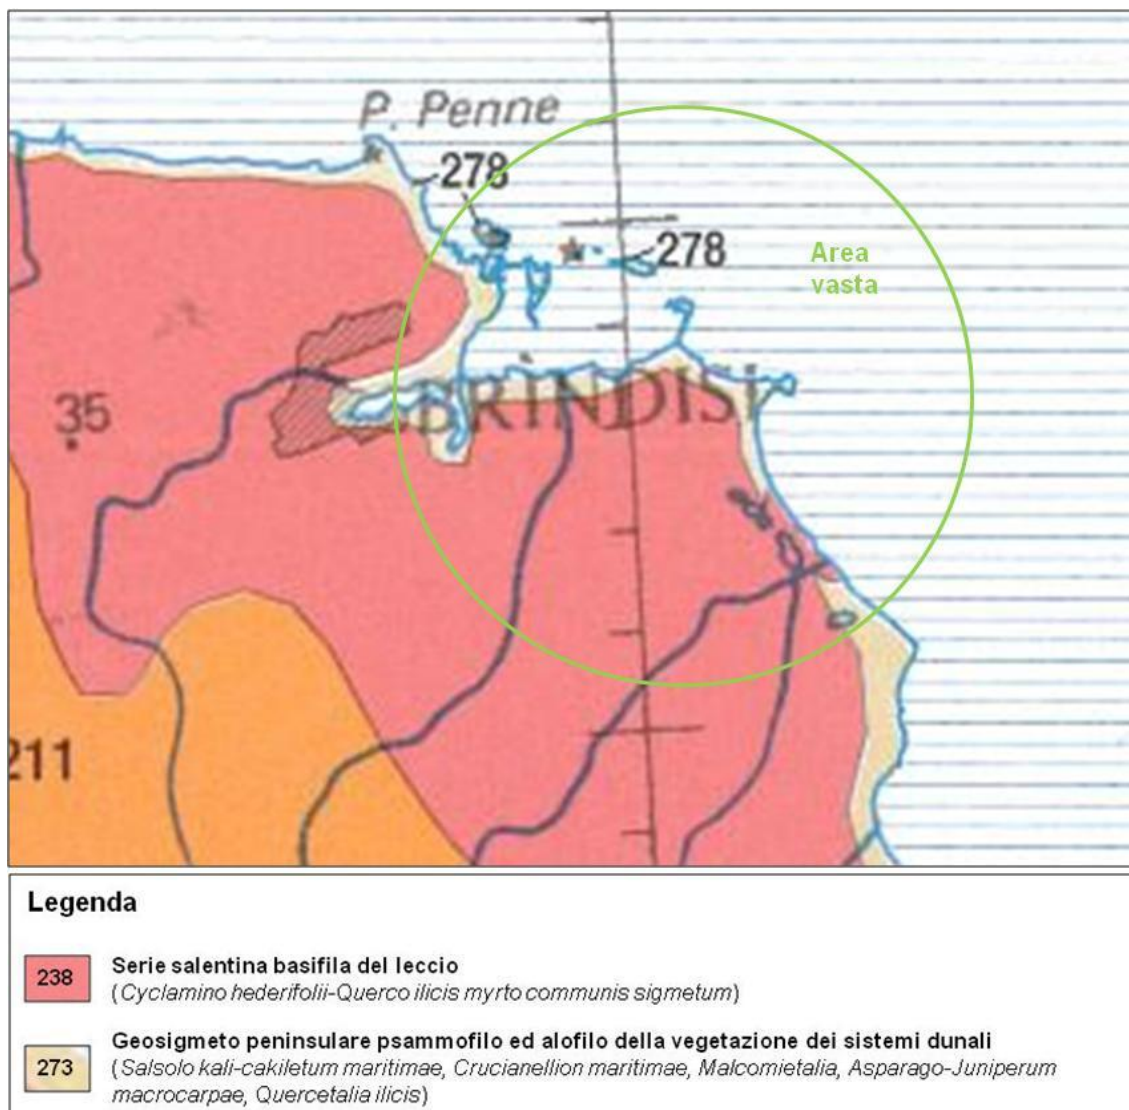 P. Penne
278
278
Area
vasta
BRINDISI
35
211
Legenda
238
Serie salentina basifila del leccio
(Cyclamino hederifolii-Querco ilicis myrto communis sigmetum)
273
Geosigmeto peninsulare psammofilo ed alofilo della vegetazione dei sistemi dunali
(Salsolo kali-cakiletum maritimae, Crucianellion maritimae, Malcomietalia, Asparago-Juniperum
macrocarpae, Quercetalia ilicis)